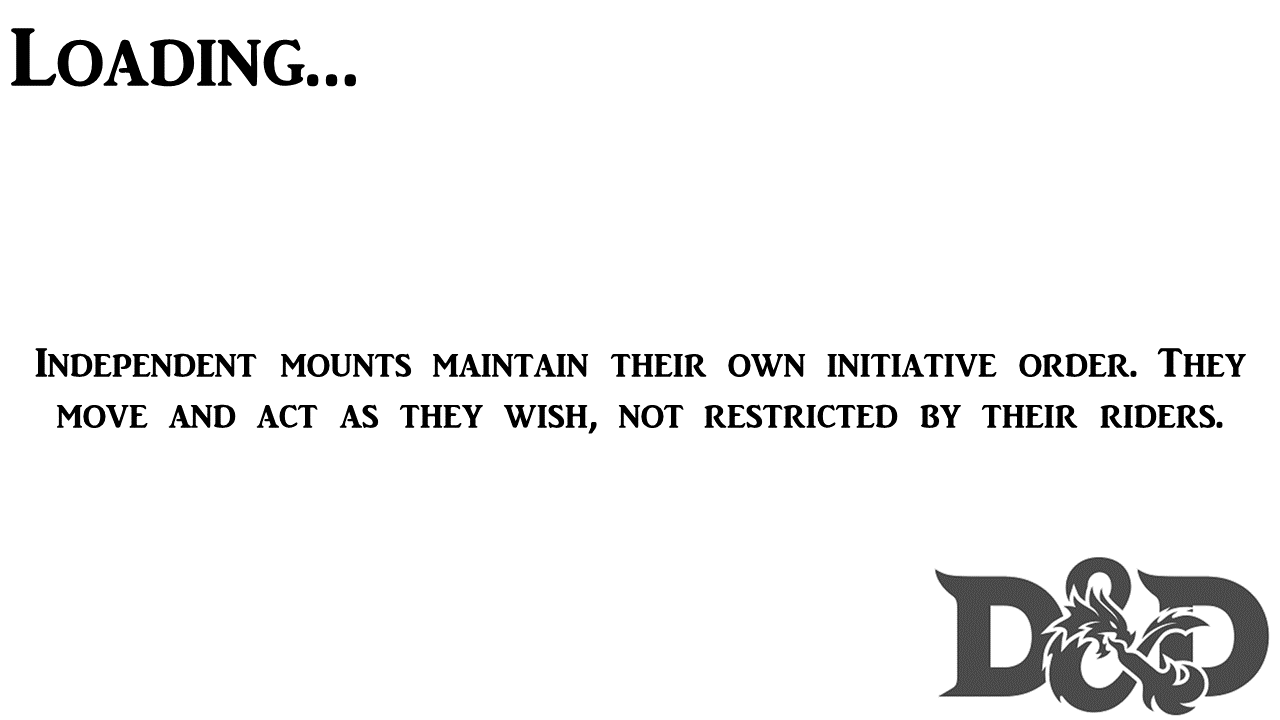 Loading...
Independent mounts maintain their own initiative order. They
move and act as they wish, not restricted by their riders.
D&D